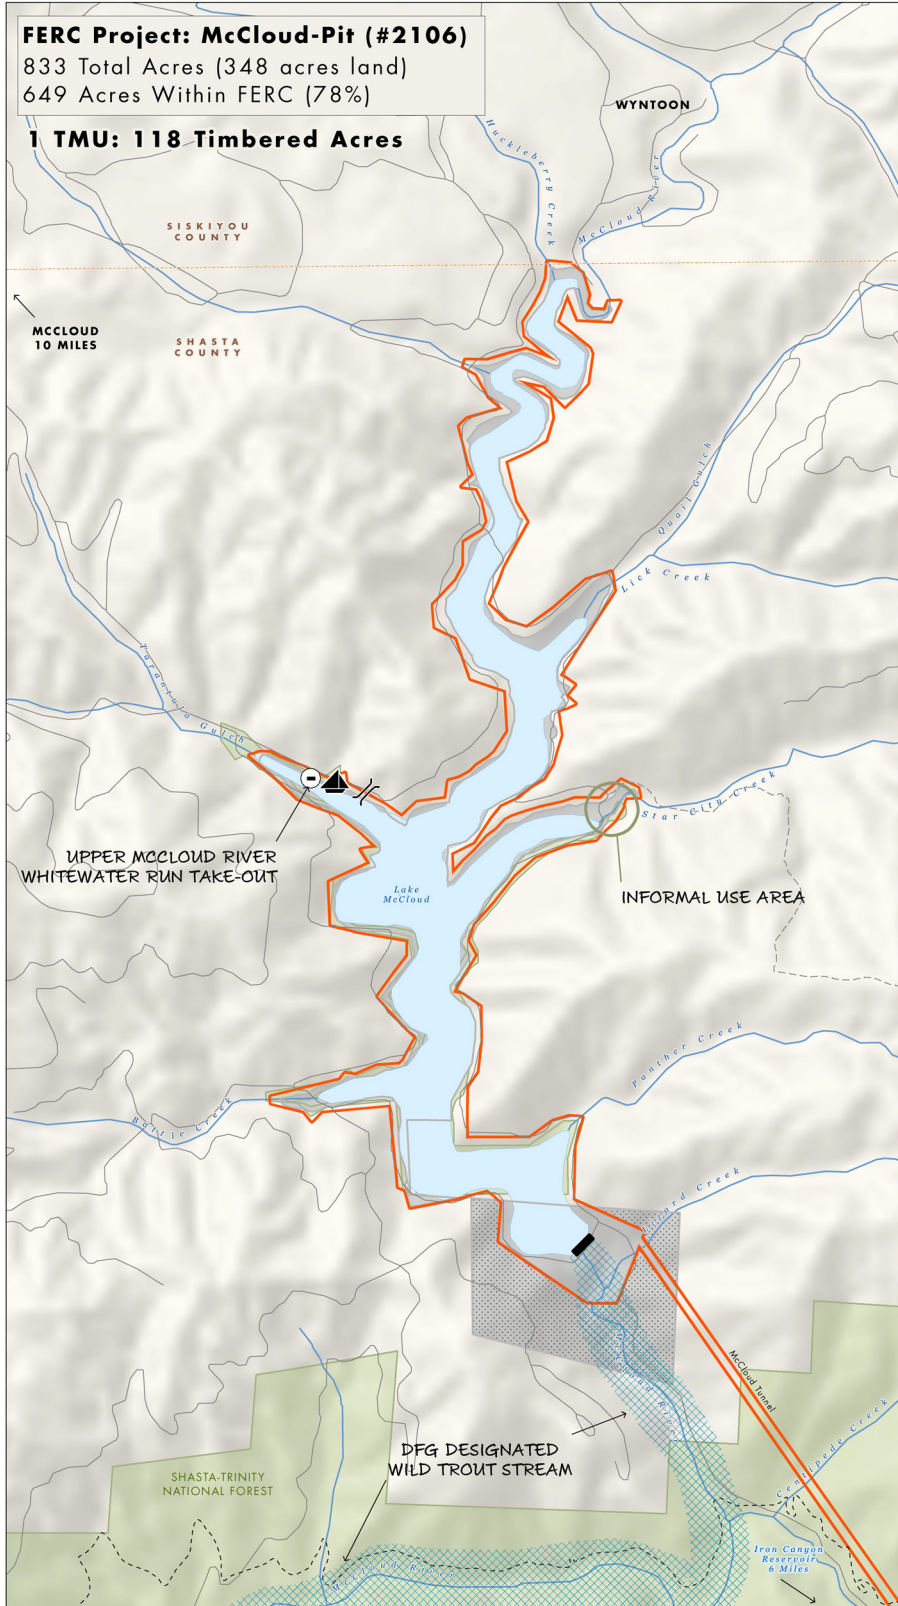 FERC Project: McCloud-Pit (#2106)
833 Total Acres (348 acres land)
649 Acres Within FERC (78%)
1 TMU: 118 Timbered Acres
WYNTOON
Huckleberry Creek
McCloud River
SISKIYOU
COUNTY
MCCLOUD
10 MILES
SHASTA
COUNTY
Quail Gulch
Lick Creek
Tarantula Gulch
Star City Creek
UPPER MCCLOUD RIVER
WHITEWATER RUN TAKE-OUT
Lake
McCloud
INFORMAL USE AREA
Panther Creek
Battle Creek
Lizard Creek
McCloud River
McCloud Tunnel
Centipede Creek
DFG DESIGNATED
WILD TROUT STREAM
SHASTA-TRINITY
NATIONAL FOREST
McCloud River
Iron Canyon
Reservoir
6 Miles